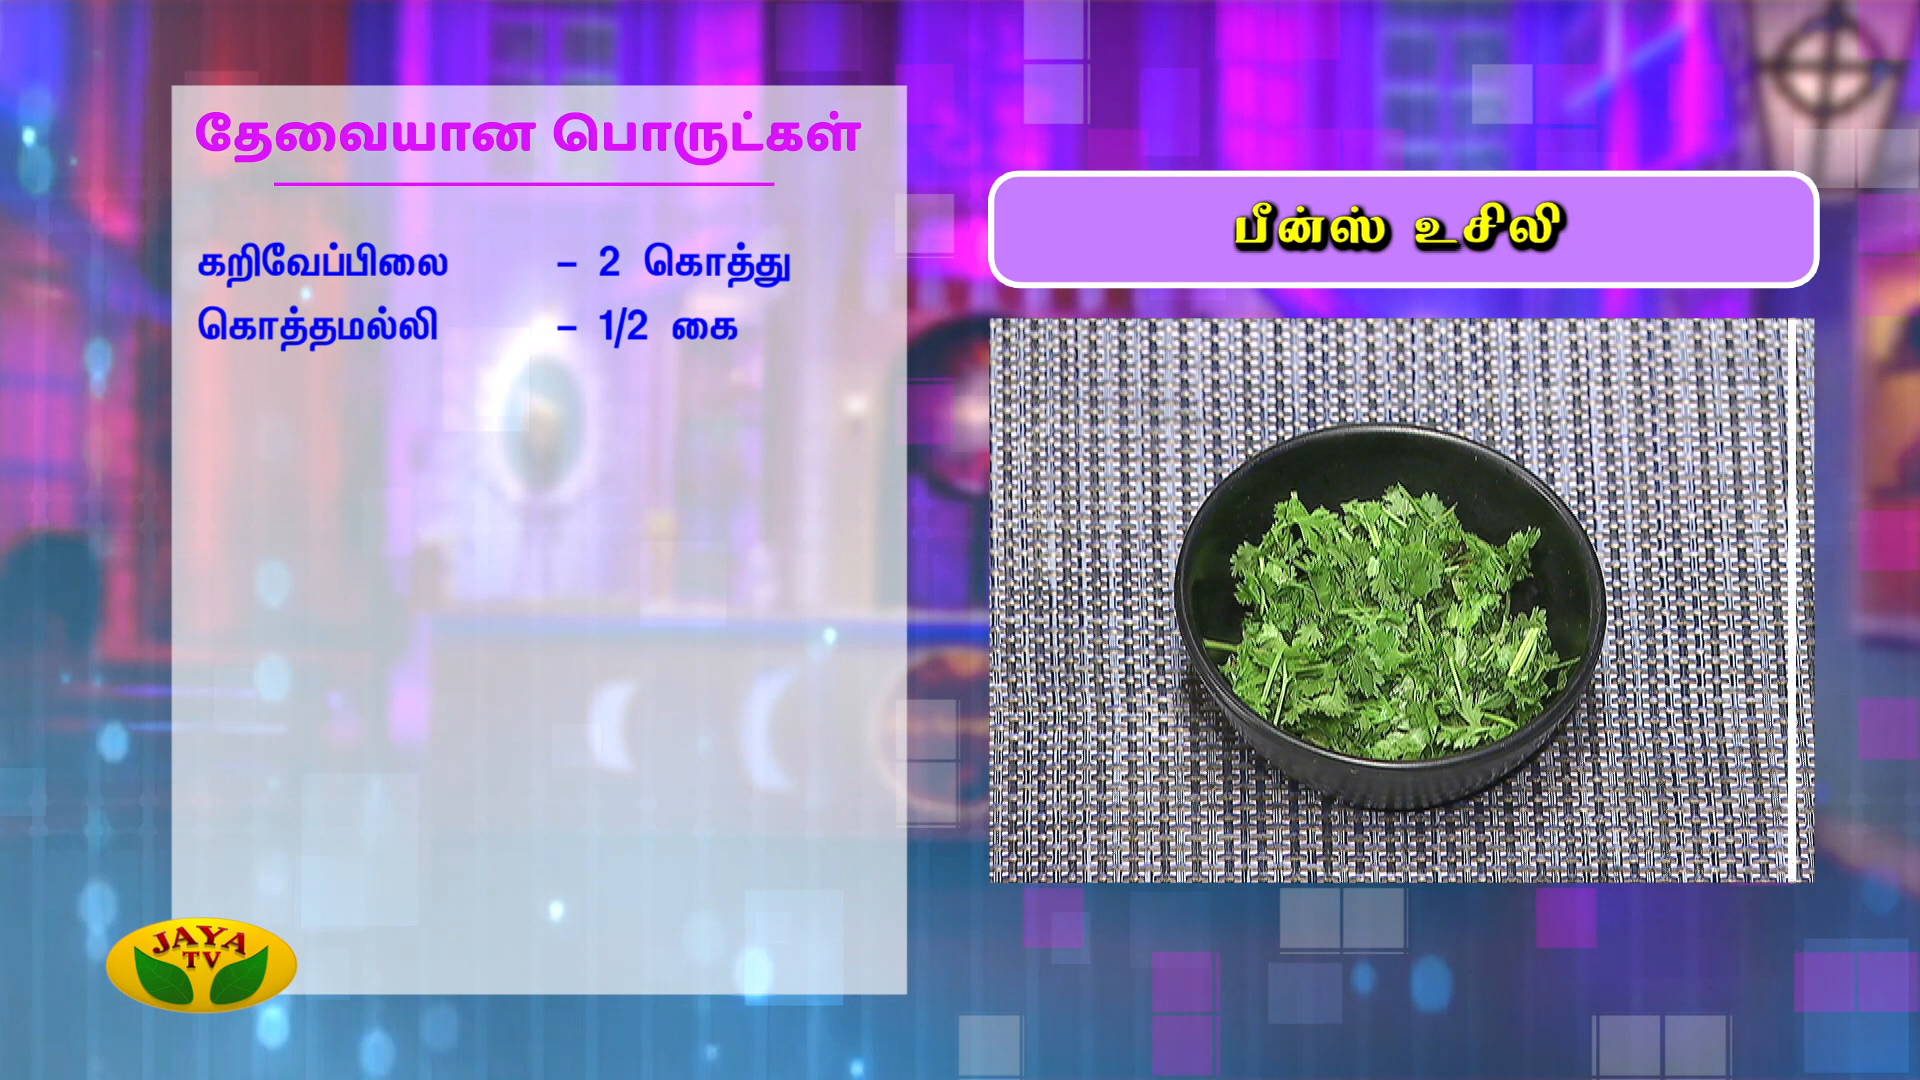 தேவையான பொருட்கள்
கறிவேப்பிலை - 2 கொத்து
கொத்தமல்லி - 1/2 கை
பீன்ஸ் உசிலி
JAYA
TV